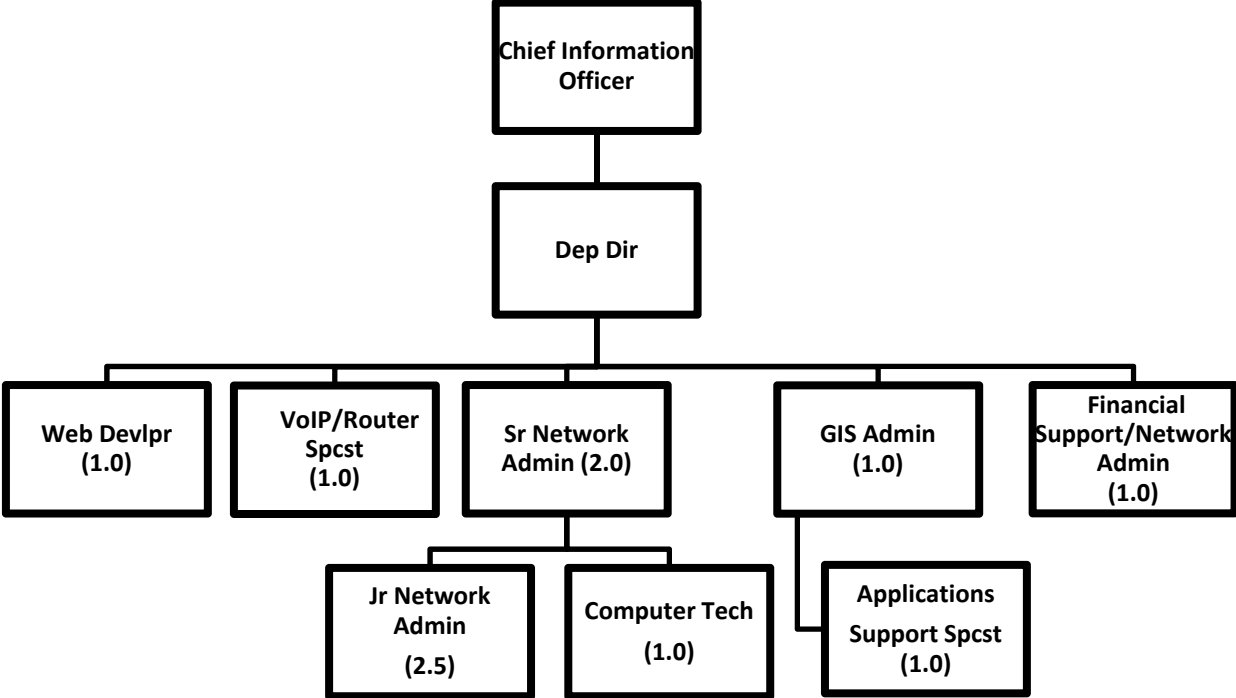 Chief Information
Officer
Dep Dir
Web Devlpr
(1.0)
VoIP/Router
Spcst
(1.0)
Sr Network
Admin (2.0)
GIS Admin
(1.0)
Financial
Support/Network
Admin
(1.0)
Jr Network
Admin
(2.5)
Computer Tech
(1.0)
Applications
Support Spcst
(1.0)